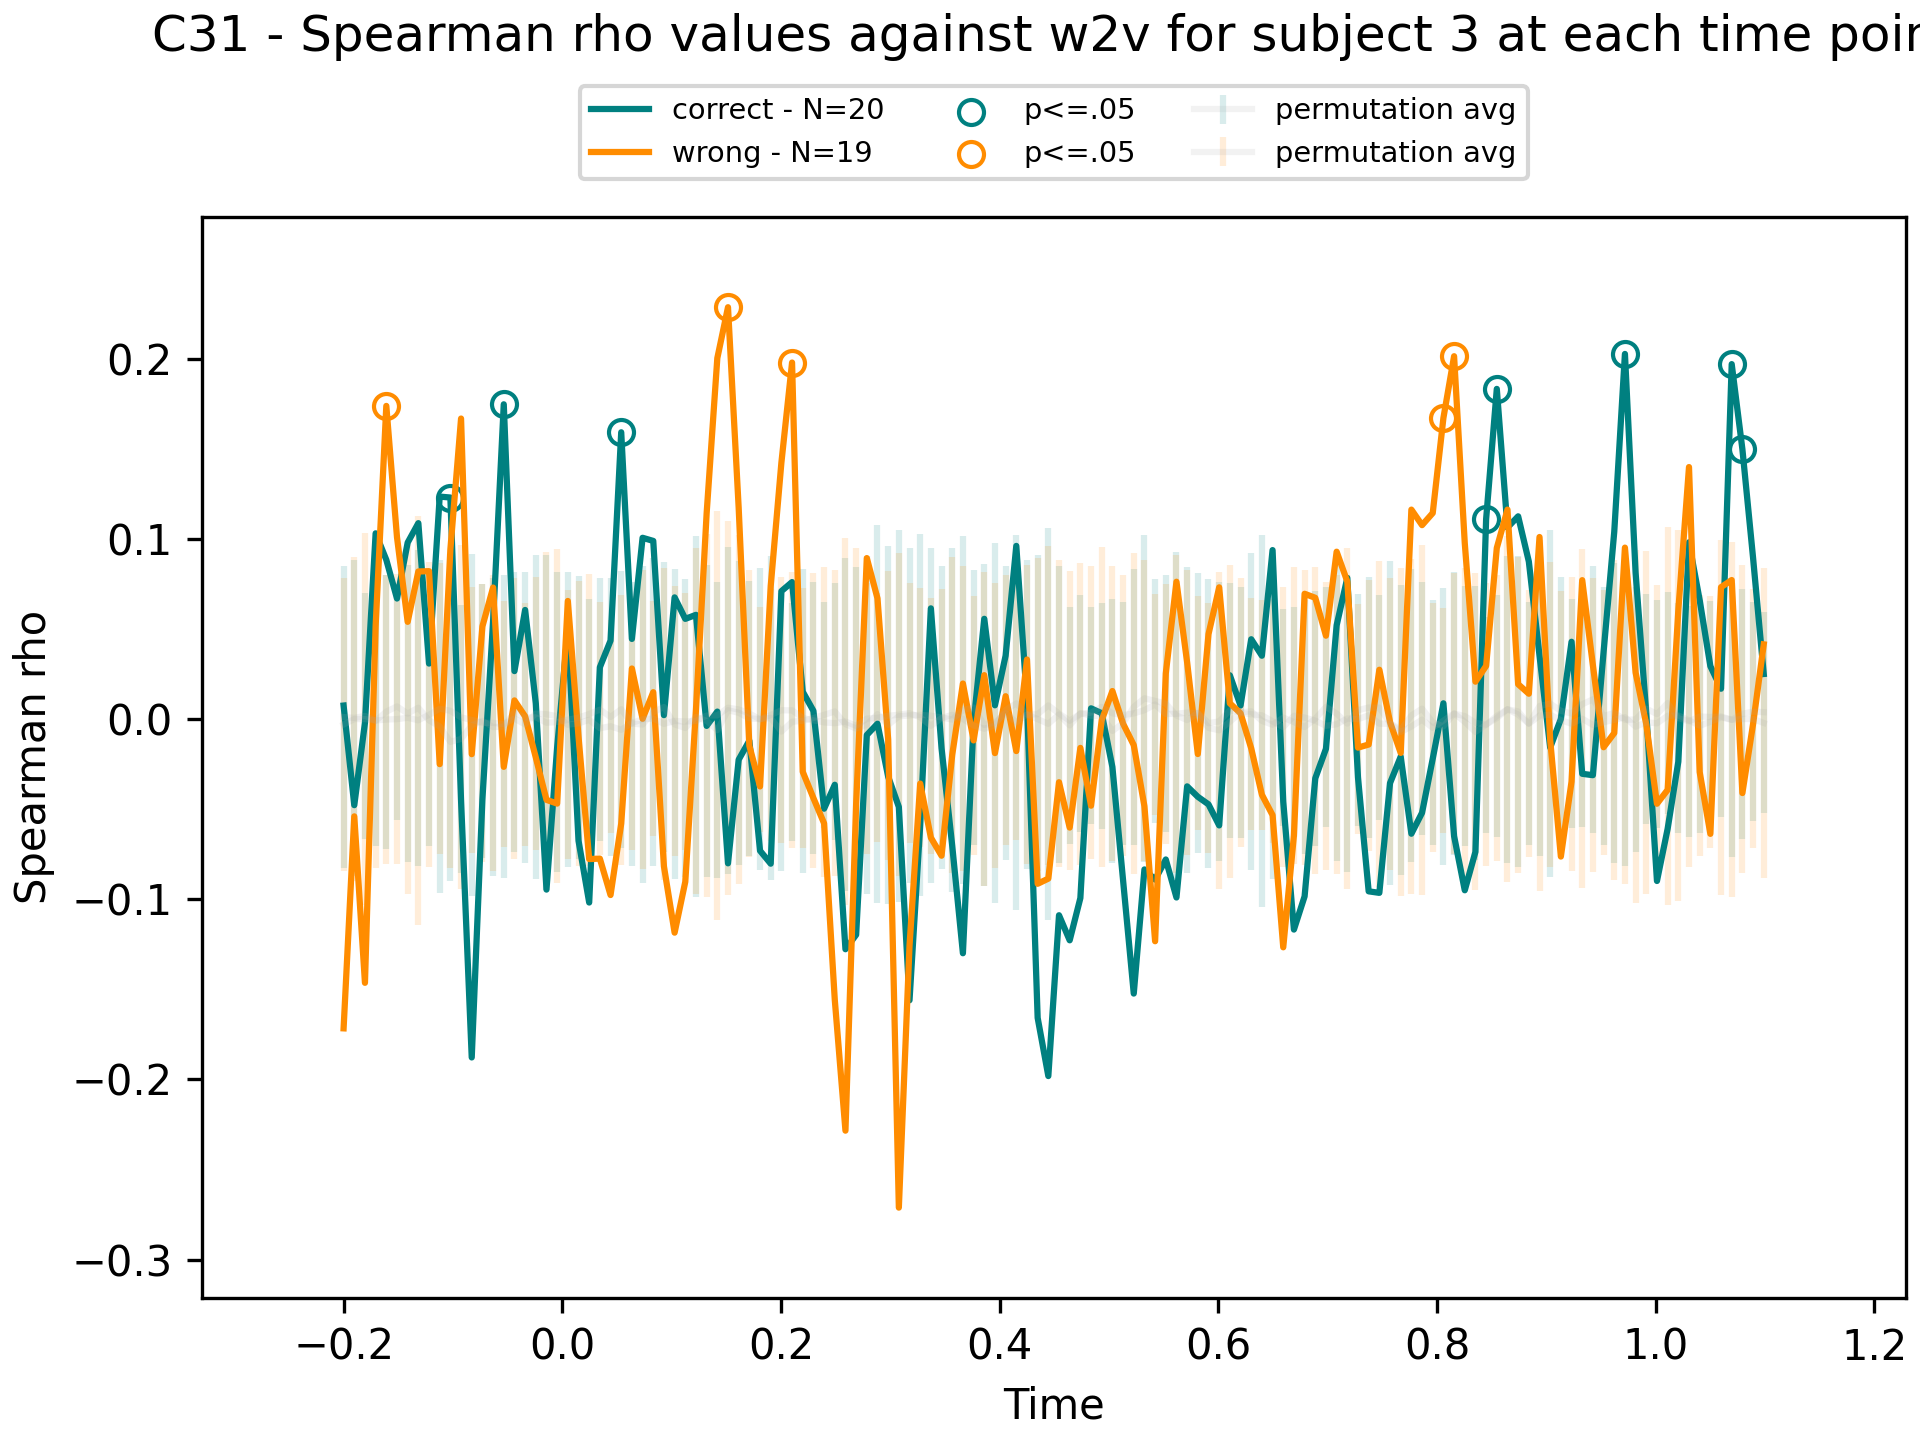 C31 - Spearman rho values against w2v for subject 3 at each time poin
correct - N=20
wrong - N=19
p<=.05
p<=.05
permutation avg
permutation avg
Spearman rho
0.2
0.1
0.0
−0.1
−0.2
−0.3
−0.2 0.0 0.2 0.4 0.6 0.8 1.0 1.2
Time